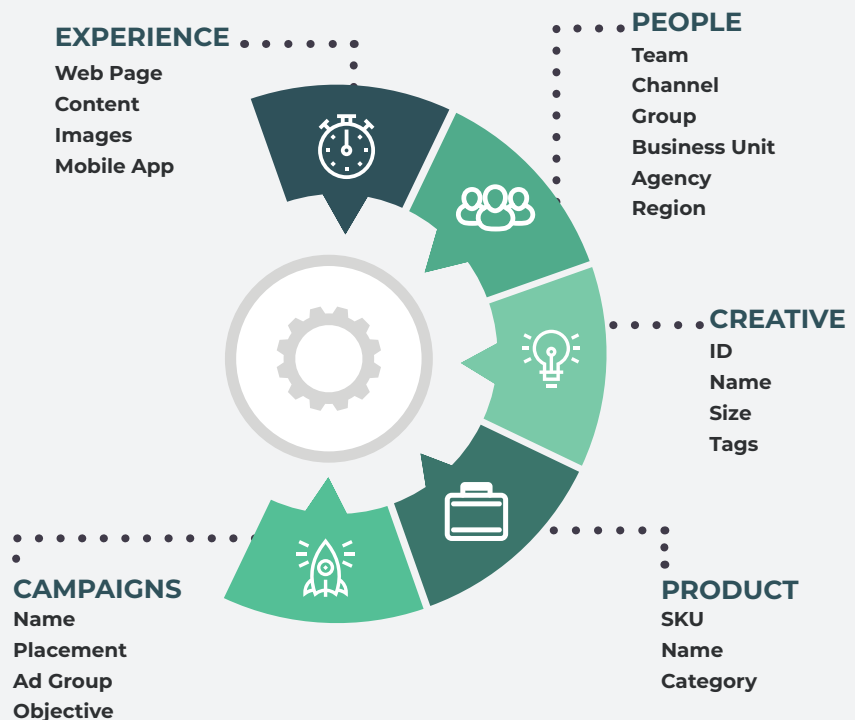 EXPERIENCE
Web Page
Content
Images
Mobile App
PEOPLE
Team
Channel
Group
Business Unit
Agency
Region
CREATIVE
ID
Name
Size
Tags
PRODUCT
SKU
Name
Category
CAMPAIGNS
Name
Placement
Ad Group
Objective